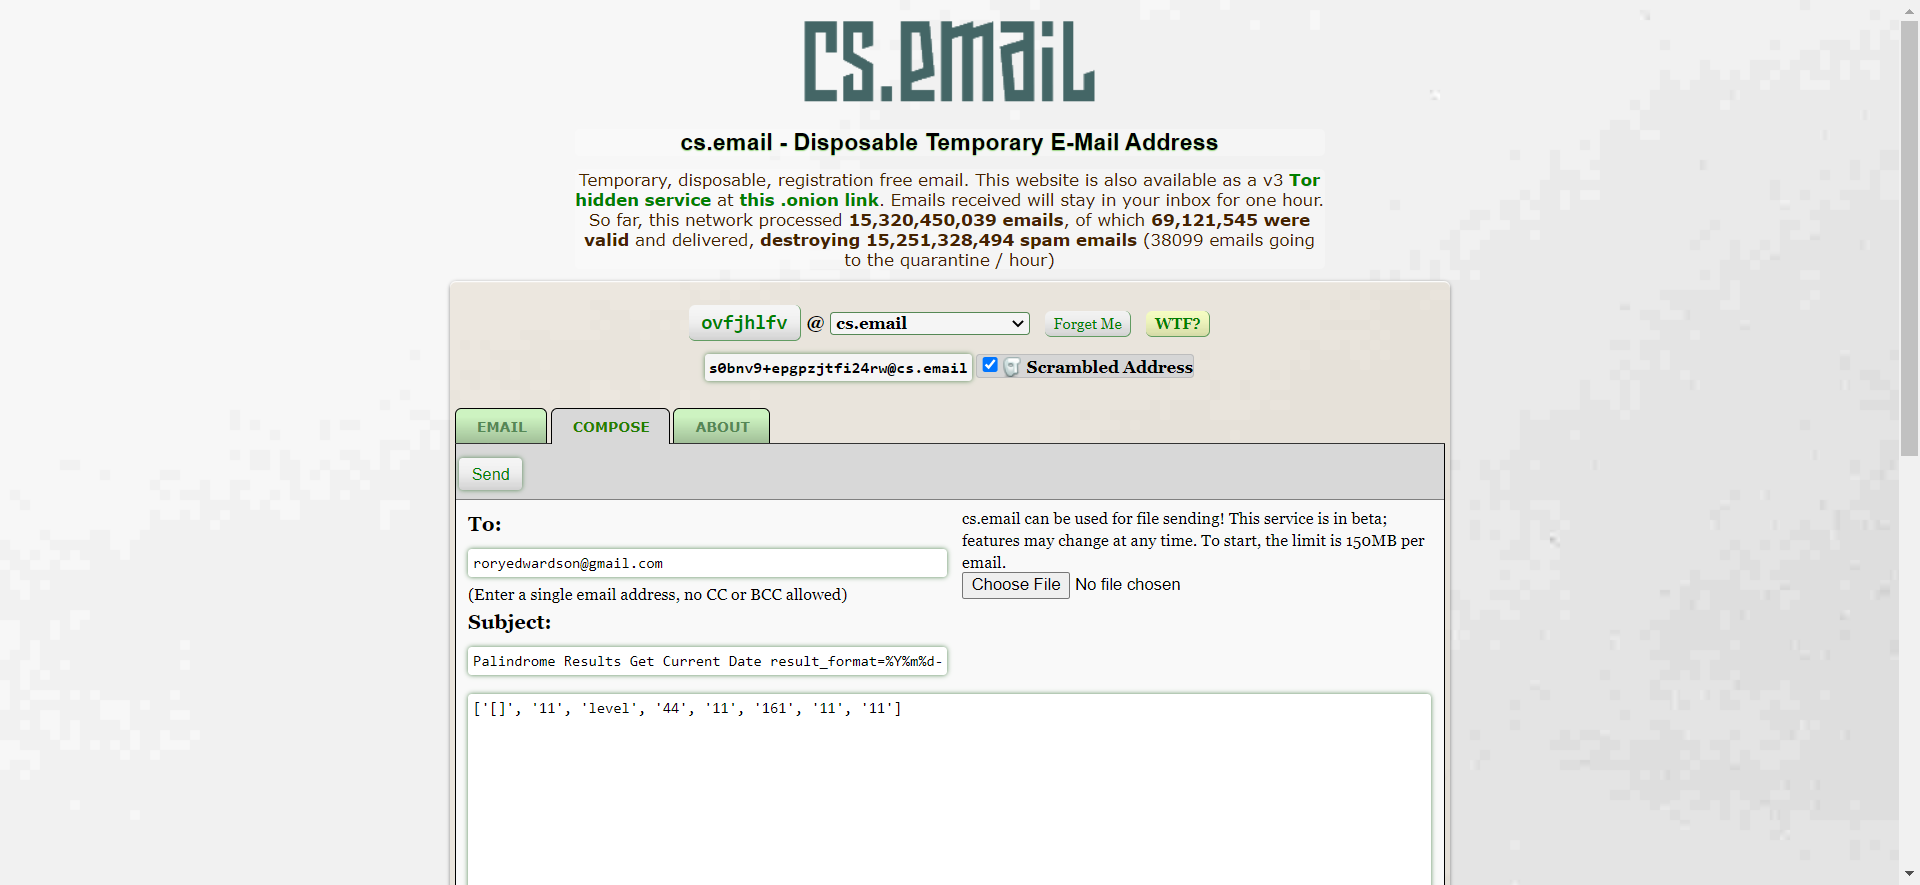 cs.email
cs.email - Disposable Temporary E-Mail Address
Temporary, disposable, registration free email. This website is also available as a v3 Tor
hidden service at this .onion link. Emails received will stay in your inbox for one hour.
So far, this network processed 15,320,450,039 emails, of which 69,121,545 were
valid and delivered, destroying 15,251,328,494 spam emails (38099 emails going
to the quarantine / hour)
ovfjhlfv @ cs.email Forget Me WTF?
s0bnv9+epgpzjtfi24rw@cs.email Scrambled Address
EMAIL COMPOSE ABOUT
Send
To:
roryedwardson@gmail.com
(Enter a single email address, no CC or BCC allowed)
cs.email can be used for file sending! This service is in beta;
features may change at any time. To start, the limit is 150MB per
email.
Choose File No file chosen
Subject:
Palindrome Results Get Current Date result_format=%Y%m%d-
['[]', '11', 'level', '44', '11', '161', '11', '11']